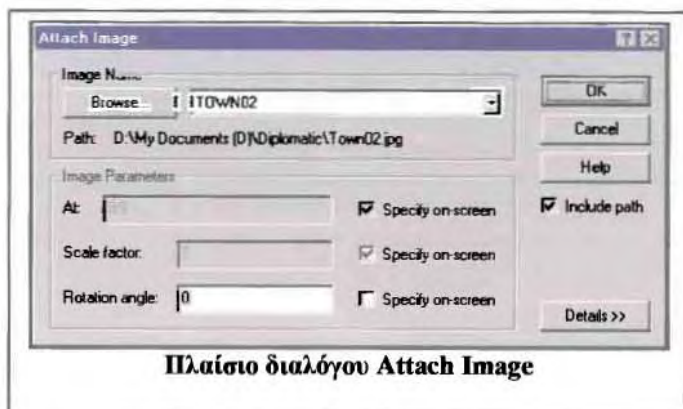 Attach Image
Image
Browse... TOWN02
OK
Path: D:\My Documents (D)\Diplomatic\Town02.jpg
Cancel
Help
Image Parameters
At: Specify on-screen
Include path
Scale factor: Specify on-screen
Rotation angle: 0 Specify on-screen
Details >>
Πλαίσιο διαλόγου Attach Image